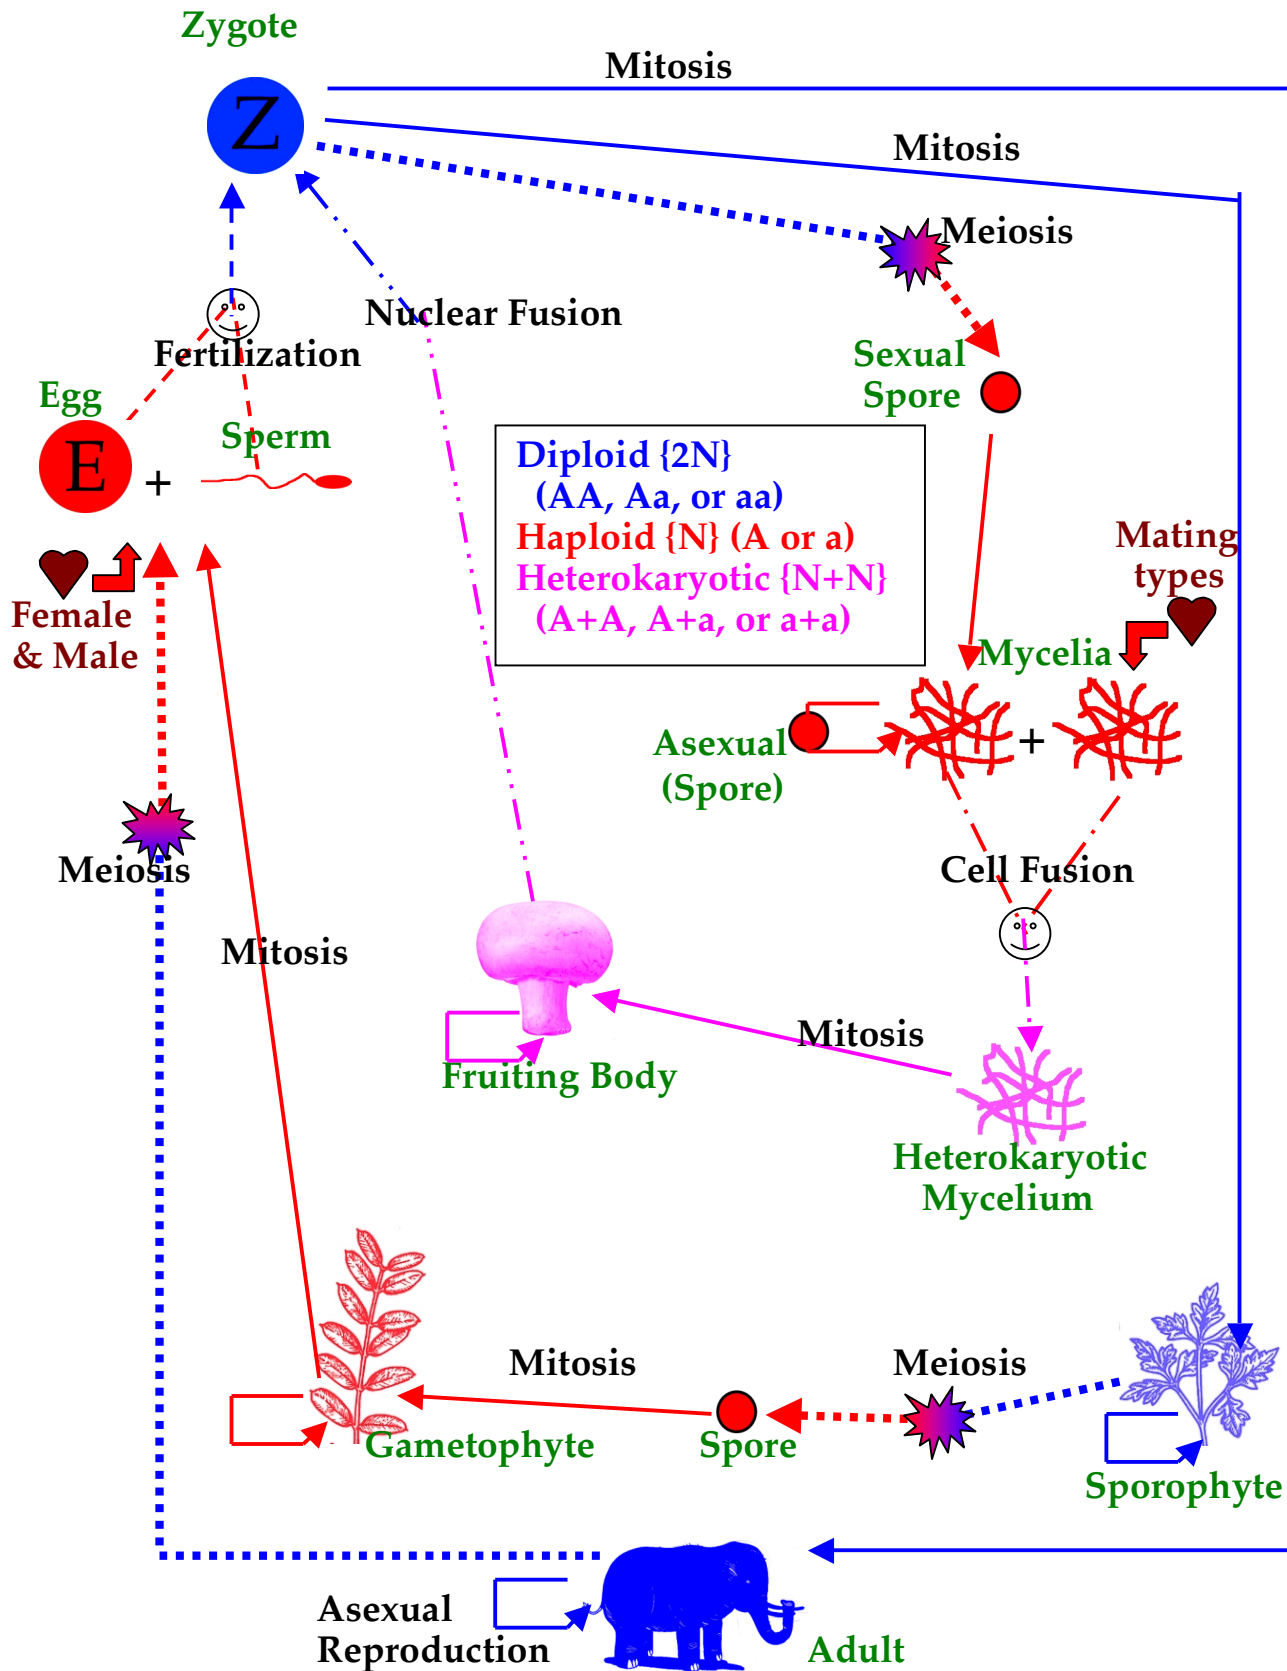 Zygote
Z
Mitosis
Mitosis
Meiosis
Nuclear Fusion
Fertilization
Sexual
Spore
Egg
E
+
Sperm
Diploid {2N}
(AA, Aa, or aa)
Haploid {N} (A or a)
Heterokaryotic {N+N}
(A+A, A+a, or a+a)
Mating
types
Female
& Male
Mycelia
+
Asexual
(Spore)
Meiosis
Cell Fusion
Mitosis
Mitosis
Fruiting Body
Heterokaryotic
Mycelium
Mitosis
Meiosis
Gametophyte
Spore
Sporophyte
Asexual
Reproduction
Adult